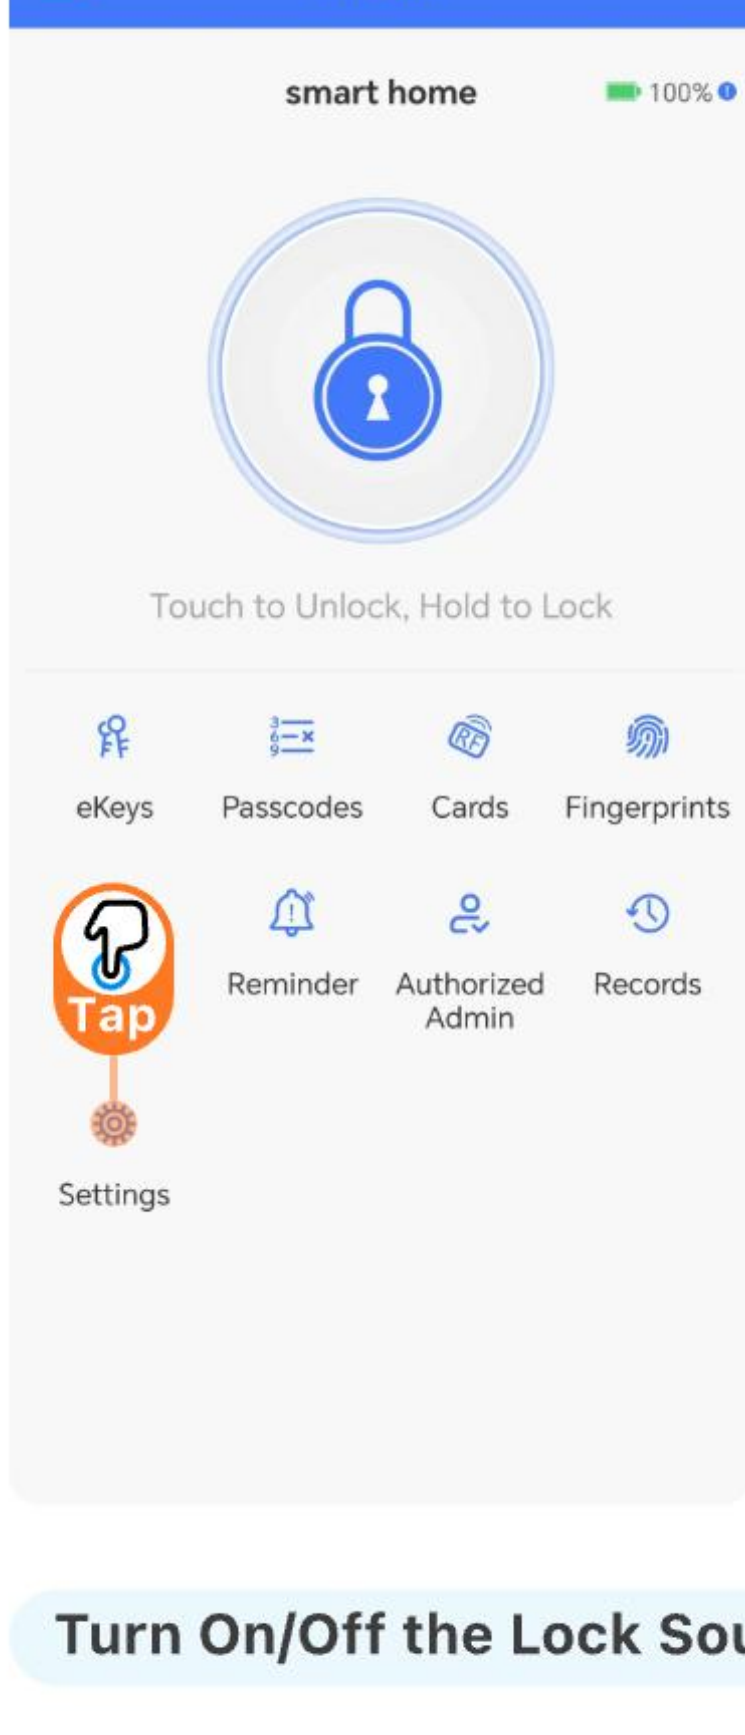 smart home
100%
Touch to Unlock, Hold to Lock
eKeys
Passcodes
Cards
Fingerprints
Tap
Reminder
Authorized
Admin
Records
Settings
Turn On/Off the Lock Sou